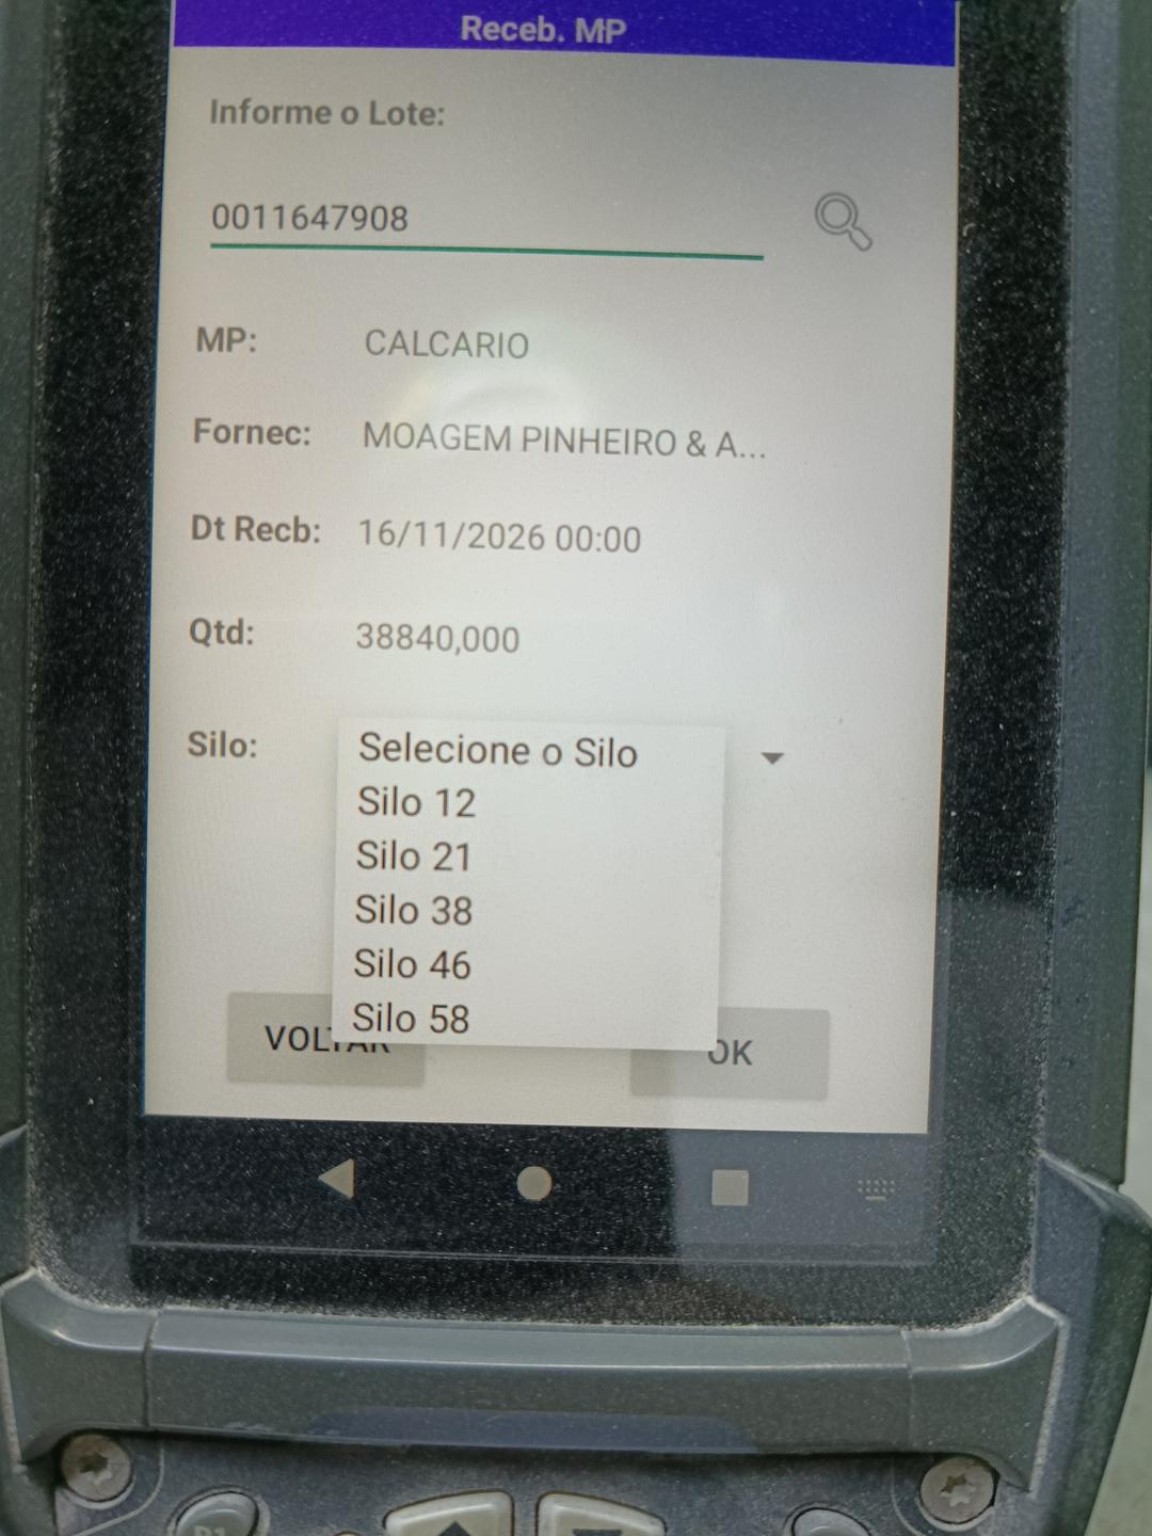 Receb. MP
Informe o Lote:
0011647908
MP: CALCARIO
Fornec: MOAGEM PINHEIRO & A...
Dt Recb: 16/11/2026 00:00
Qtd: 38840,000
Silo: Selecione o Silo
Silo 12
Silo 21
Silo 38
Silo 46
Silo 58
VOLTAR OK